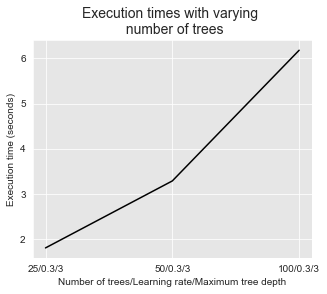 Execution times with varying
number of trees
Execution time (seconds)
6
5
4
3
2
25/0.3/3
50/0.3/3
100/0.3/3
Number of trees/Learning rate/Maximum tree depth